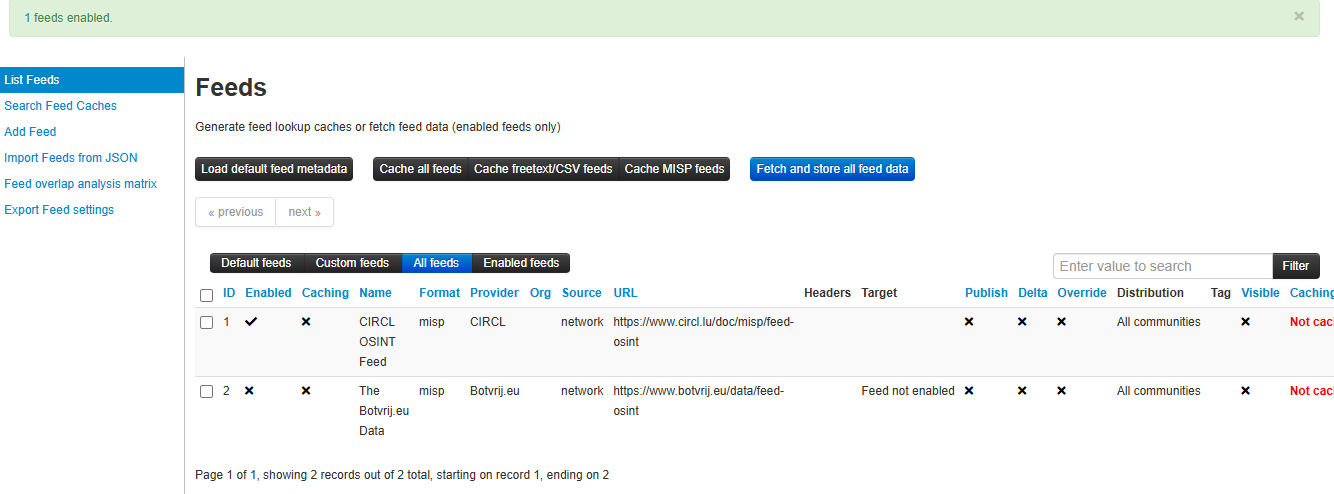 1 feeds enabled. ×
List Feeds
Search Feed Caches
Add Feed
Import Feeds from JSON
Feed overlap analysis matrix
Export Feed settings
Feeds
Generate feed lookup caches or fetch feed data (enabled feeds only)
Load default feed metadata Cache all feeds Cache freetext/CSV feeds Cache MISP feeds Fetch and store all feed data
« previous next »
Default feeds Custom feeds All feeds Enabled feeds Enter value to search Filter
ID Enabled Caching Name Format Provider Org Source URL Headers Target Publish Delta Override Distribution Tag Visible Caching
1 CIRCL misp CIRCL network https://www.circl.lu/doc/misp/feed- All communities Not cac
OSINT osint
Feed
2 The misp Botvrij.eu network https://www.botvrij.eu/data/feed- Feed not enabled All communities Not cac
Botvrij.eu osint
Data
Page 1 of 1, showing 2 records out of 2 total, starting on record 1, ending on 2